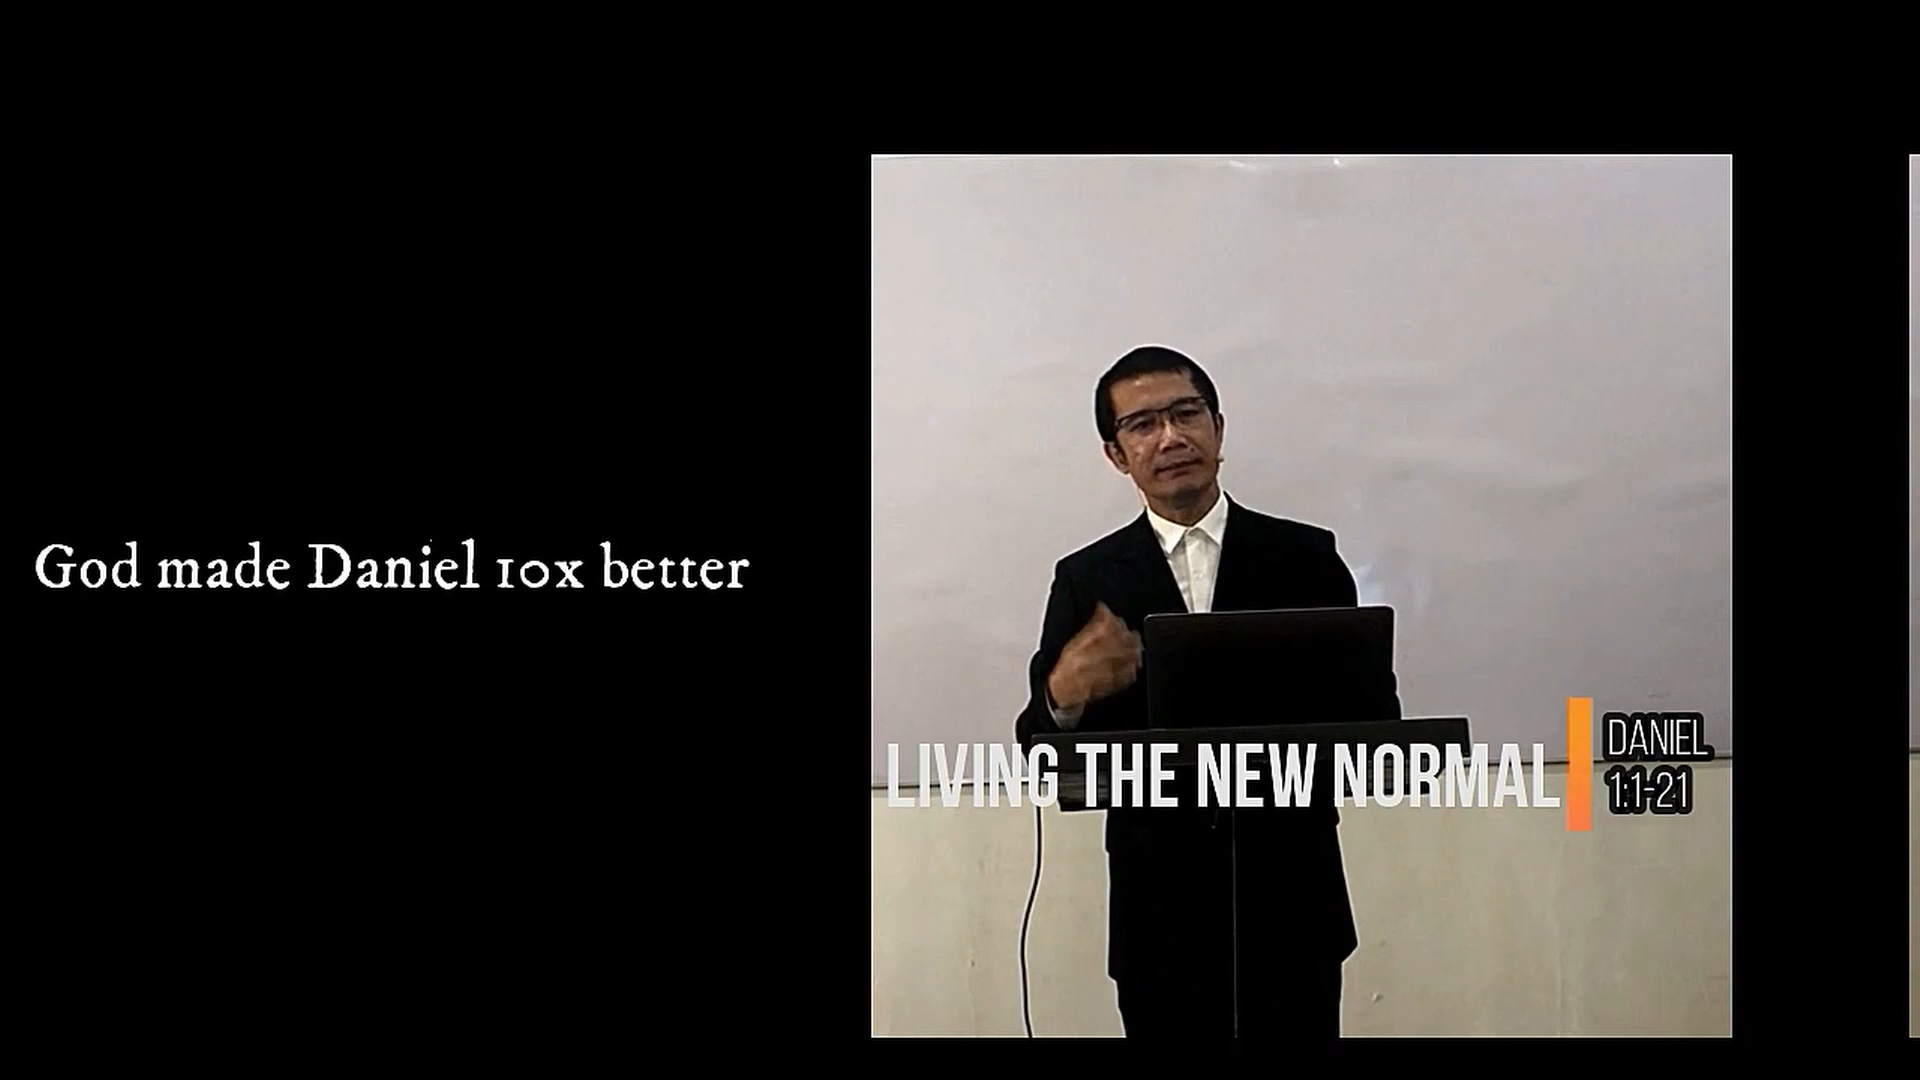 God made Daniel 10x better
LIVING THE NEW NORMAL
DANIEL
1:1-21